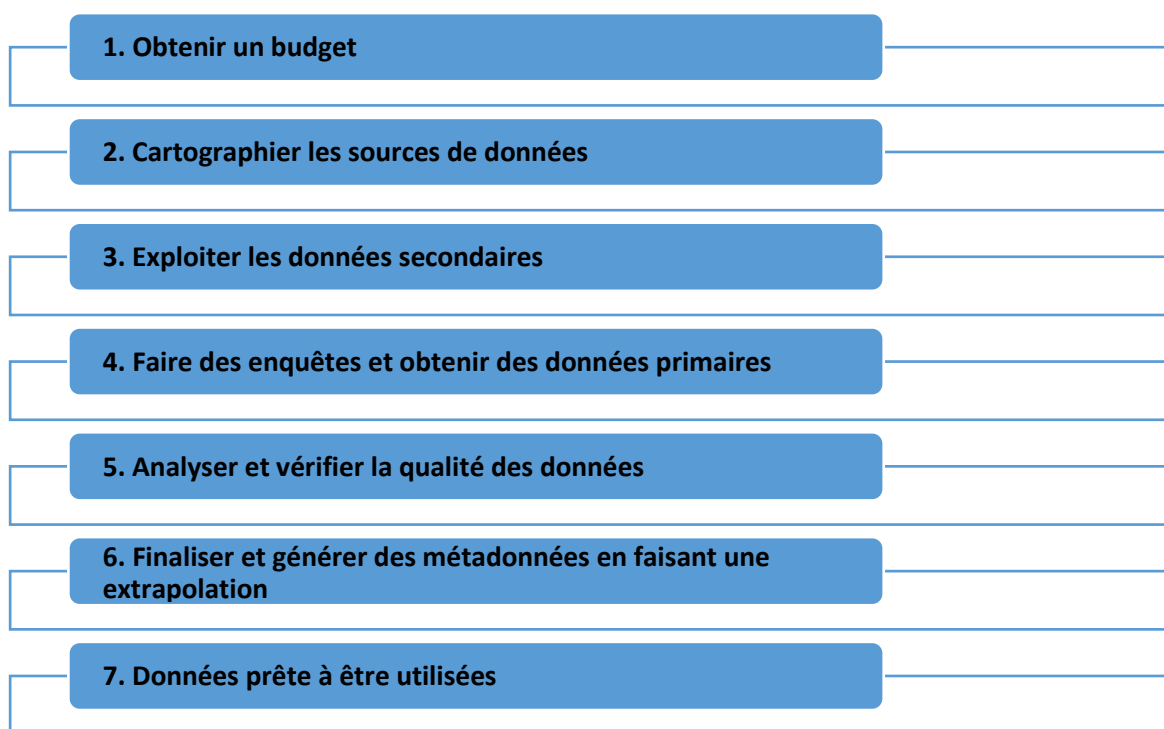 1. Obtenir un budget
2. Cartographier les sources de données
3. Exploiter les données secondaires
4. Faire des enquêtes et obtenir des données primaires
5. Analyser et vérifier la qualité des données
6. Finaliser et générer des métadonnées en faisant une
extrapolation
7. Données prête à être utilisées